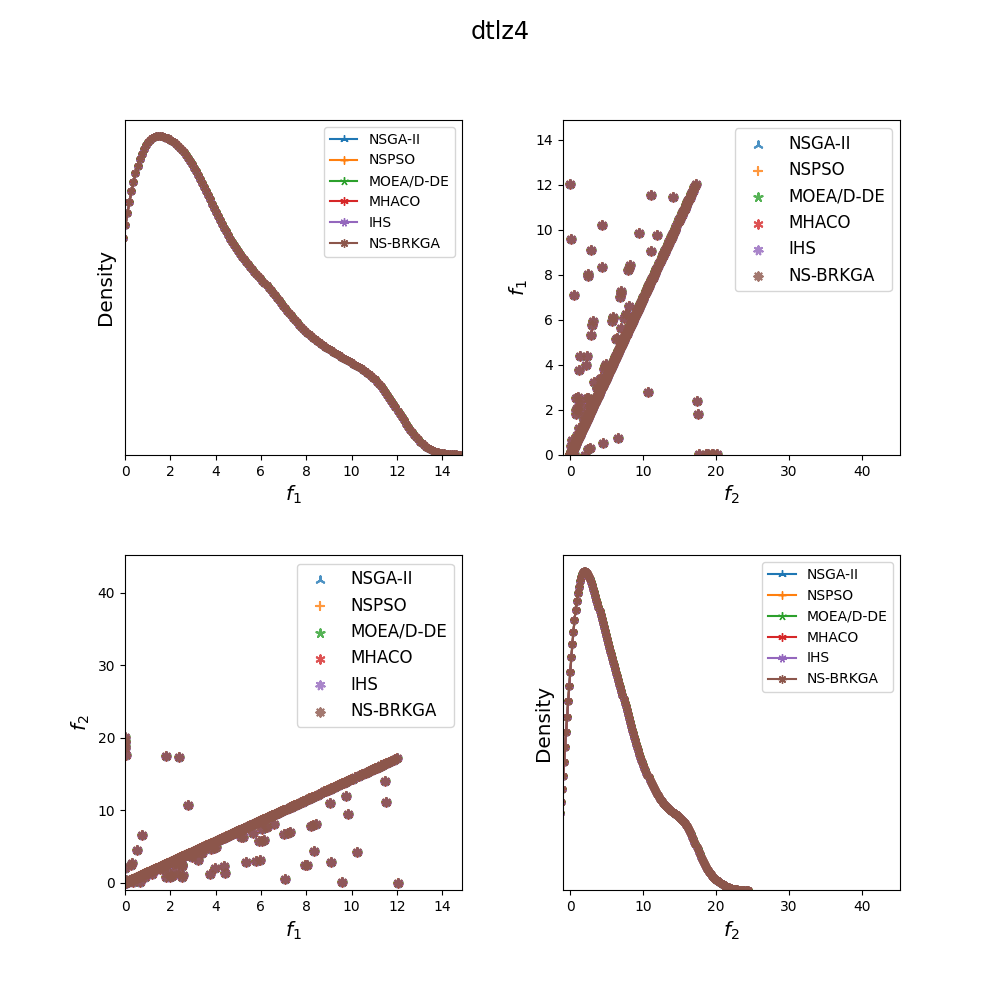 dtlz4
NSGA-II
NSPSO
MOEA/D-DE
MHACO
IHS
NS-BRKGA
Density
0 2 4 6 8 10 12 14
f1
NSGA-II
NSPSO
MOEA/D-DE
MHACO
IHS
NS-BRKGA
14
12
10
8
6
4
2
0
f1
0 10 20 30 40
f2
NSGA-II
NSPSO
MOEA/D-DE
MHACO
IHS
NS-BRKGA
40
30
20
10
0
f2
0 2 4 6 8 10 12 14
f1
NSGA-II
NSPSO
MOEA/D-DE
MHACO
IHS
NS-BRKGA
Density
0 10 20 30 40
f2